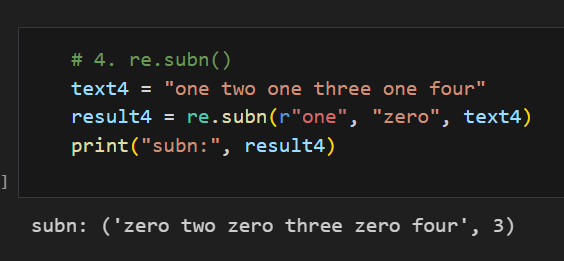 # 4. re.subn()
text4 = "one two one three one four"
result4 = re.subn(r"one", "zero", text4)
print("subn:", result4)
]
subn: ('zero two zero three zero four', 3)